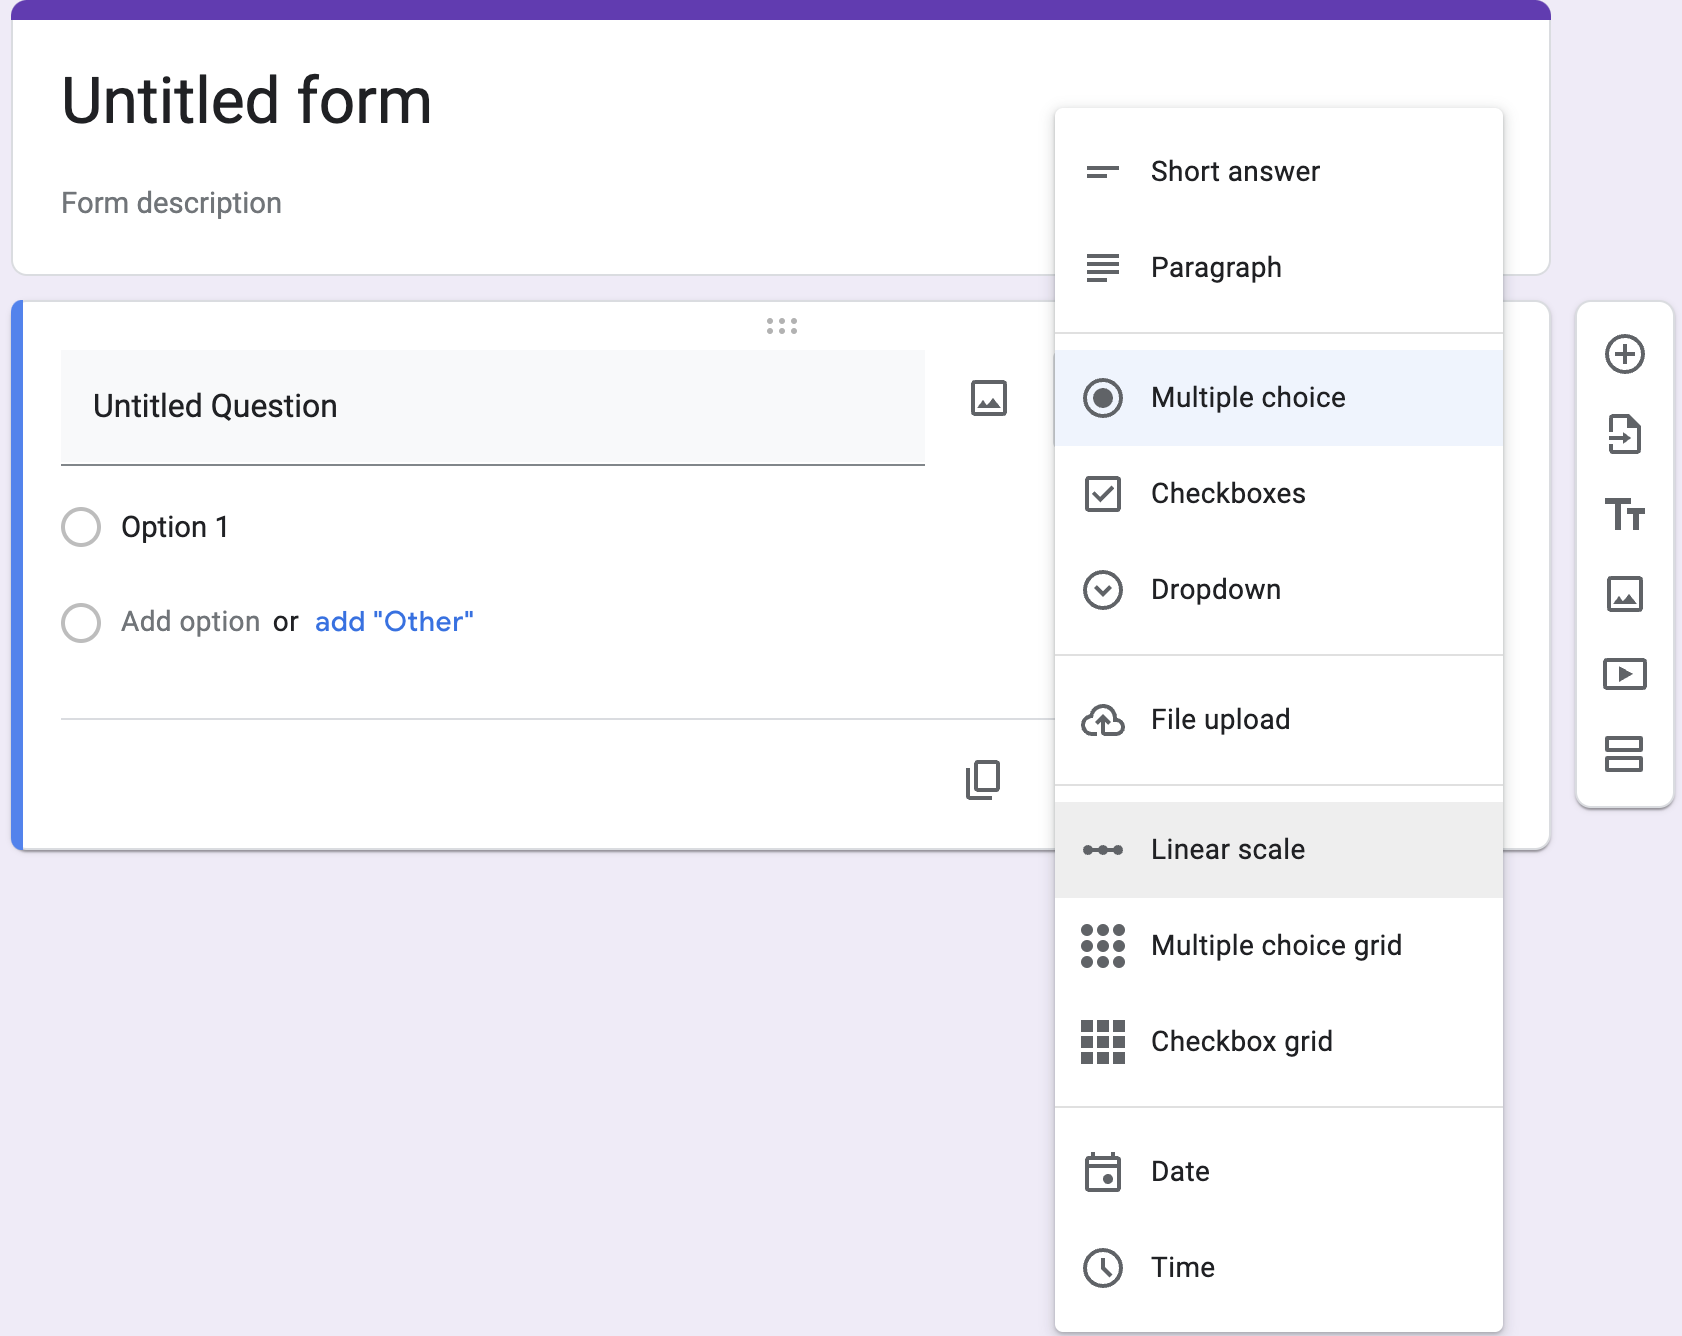 Untitled form
Form description
Untitled Question
Option 1
Add option or add "Other"
Short answer
Paragraph
Multiple choice
Checkboxes
Dropdown
File upload
Linear scale
Multiple choice grid
Checkbox grid
Date
Time